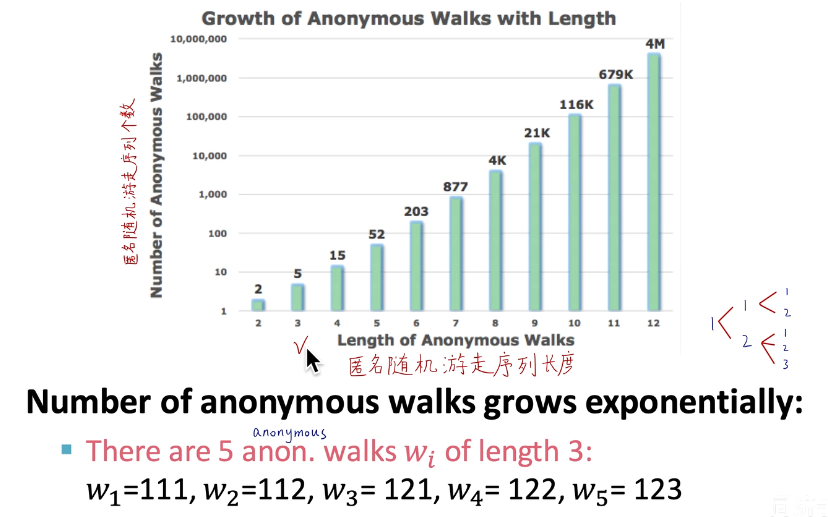 Growth of Anonymous Walks with Length
Number of Anonymous Walks
匿名随机游走序列个数
10,000,000
1,000,000
100,000
10,000
1,000
100
10
1
2
5
15
52
203
877
4K
21K
116K
679K
4M
2 3 4 5 6 7 8 9 10 11 12
Length of Anonymous Walks
匿名随机游走序列长度
1
1
2
1
2
1
2
3
Number of anonymous walks grows exponentially:
anonymous
There are 5 anon. walks wᵢ of length 3:
w₁=111, w₂=112, w₃= 121, w₄= 122, w₅= 123